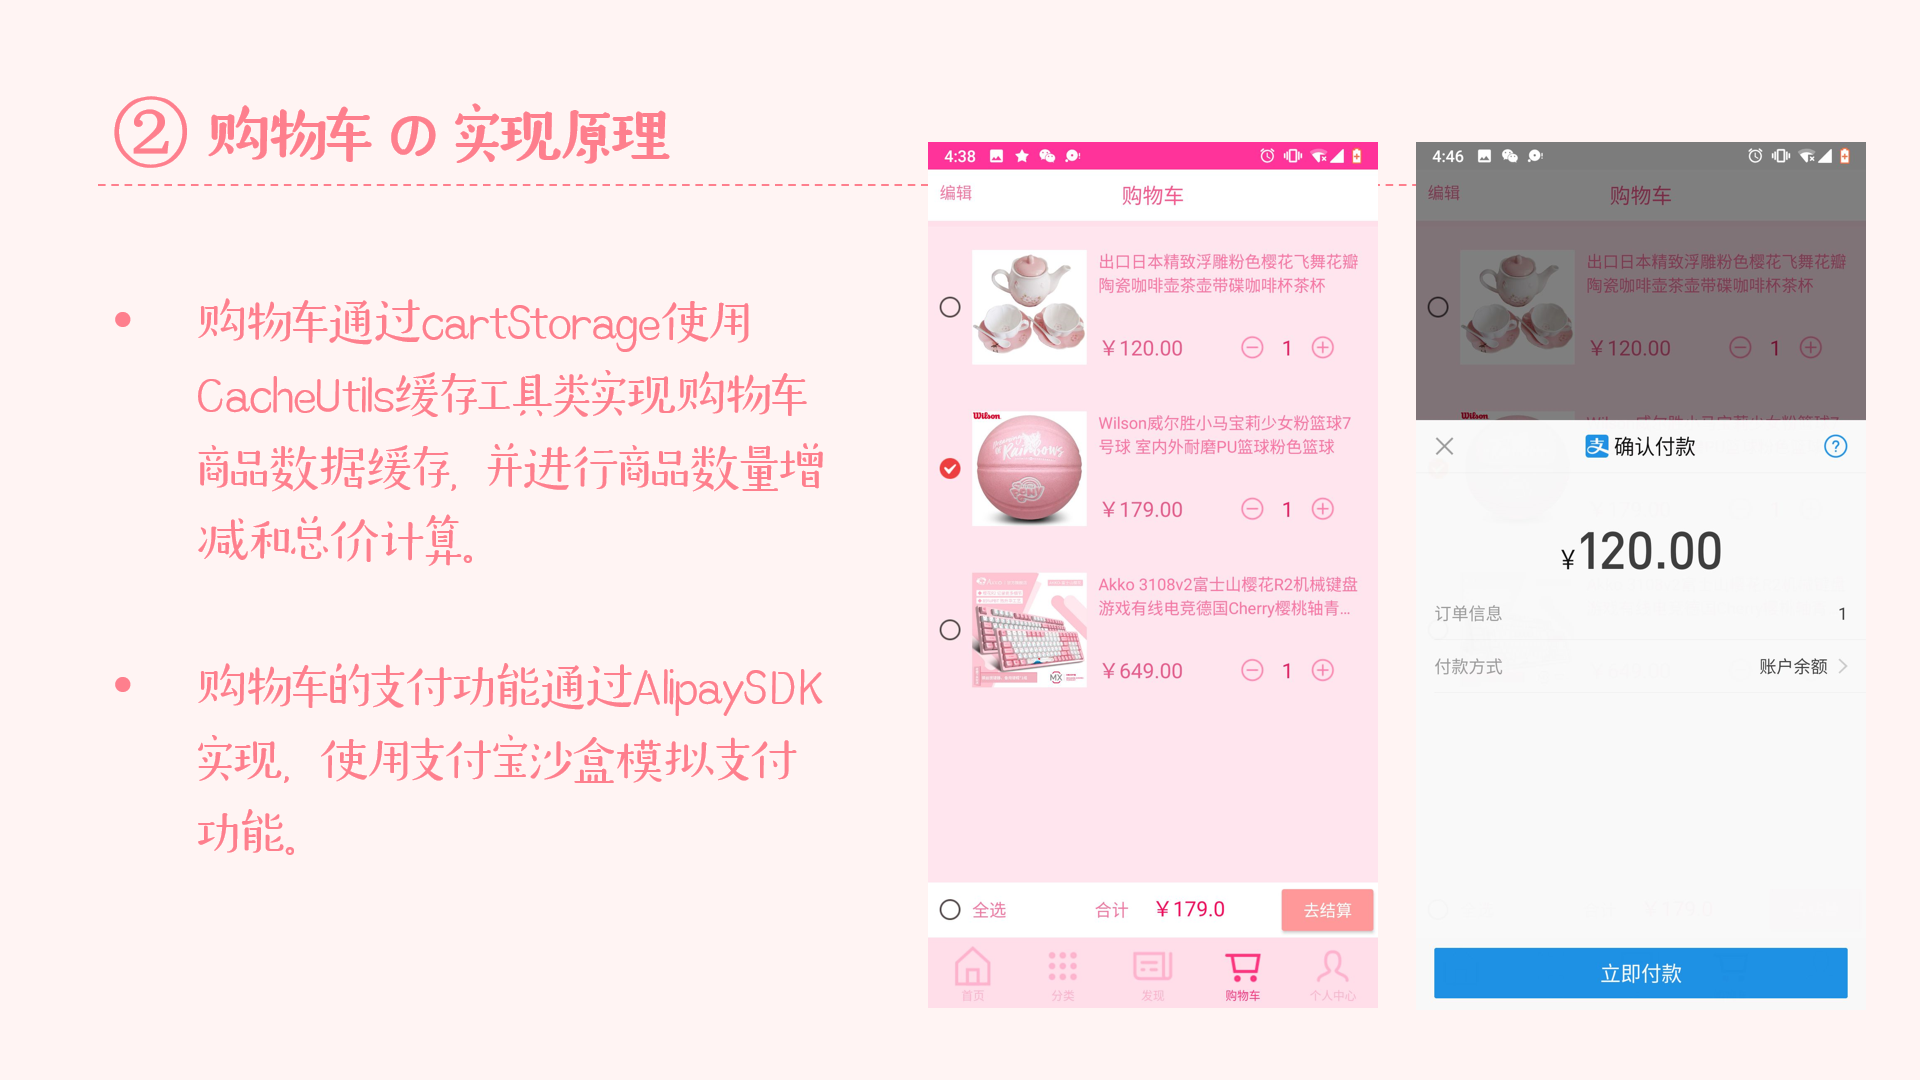 ② 购物车 の 实现原理
• 购物车通过cartStorage使用
CacheUtils缓存工具类实现购物车
商品数据缓存，并进行商品数量增
减和总价计算。
• 购物车的支付功能通过AlipaySDK
实现，使用支付宝沙盒模拟支付
功能。
4:38
编辑 购物车
出口日本精致浮雕粉色樱花飞舞花瓣
陶瓷咖啡壶茶壶带碟咖啡杯茶杯
￥120.00 1
Wilson
Wilson威尔胜小马宝莉少女粉篮球7
号球 室内外耐磨PU篮球粉色篮球
￥179.00 1
Akko 3108v2富士山樱花R2机械键盘
游戏有线电竞德国Cherry樱桃轴青...
￥649.00 1
全选 合计 ￥179.0 去结算
首页 分类 发现 购物车 个人中心
4:46
编辑 购物车
出口日本精致浮雕粉色樱花飞舞花瓣
陶瓷咖啡壶茶壶带碟咖啡杯茶杯
￥120.00 1
Wilson
支 确认付款 ?
¥120.00
订单信息 1
付款方式 账户余额
立即付款